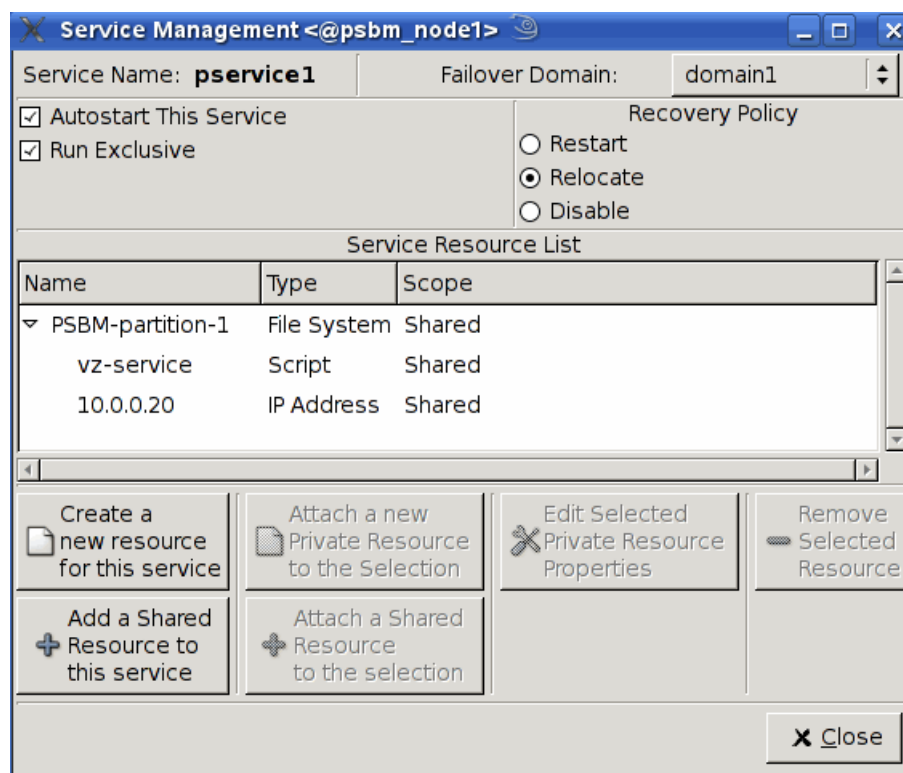 Service Management <@psbm_node1>
Service Name: pservice1 Failover Domain: domain1
Autostart This Service
Run Exclusive
Recovery Policy
Restart
Relocate
Disable
Service Resource List
Name Type Scope
PSBM-partition-1 File System Shared
vz-service Script Shared
10.0.0.20 IP Address Shared
Create a
new resource
for this service
Attach a new
Private Resource
to the Selection
Edit Selected
Private Resource
Properties
Remove
Selected
Resource
Add a Shared
Resource to
this service
Attach a Shared
Resource
to the selection
Close